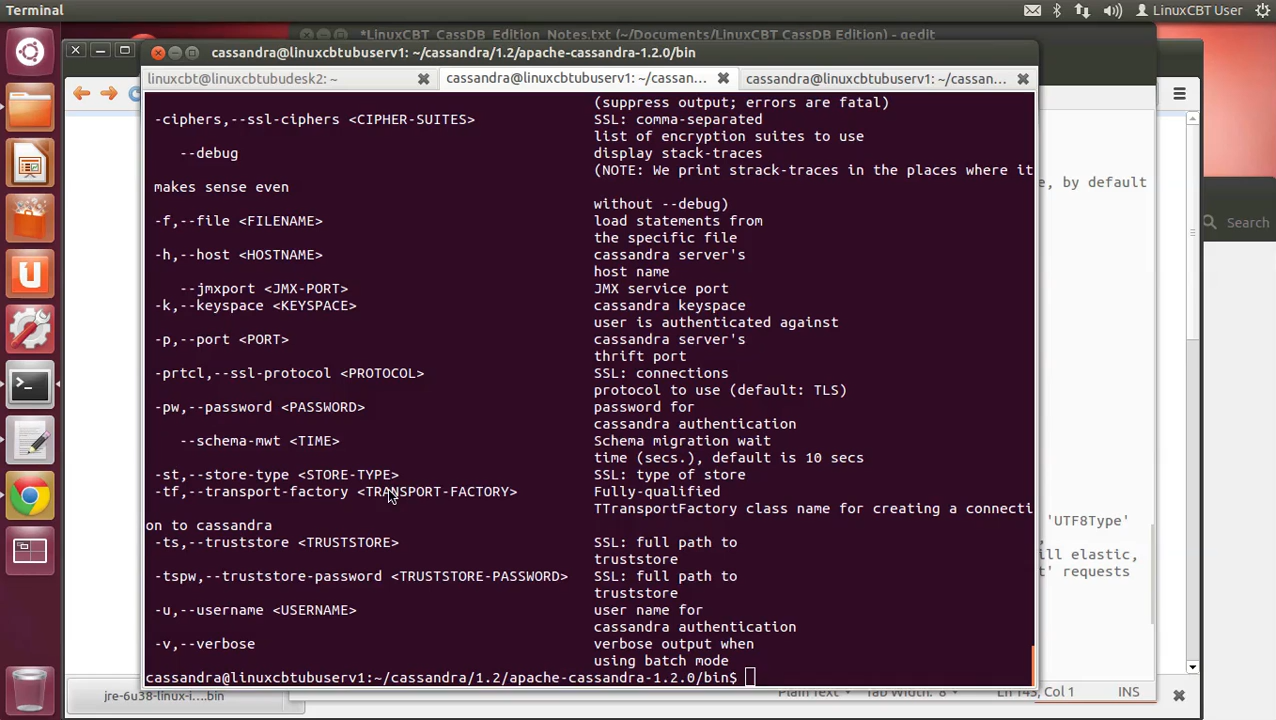 Terminal
LinuxCBT User
*LinuxCBT CassDB Edition_Notes.txt (~/Documents/LinuxCBT CassDB Edition) - gedit
cassandra@linuxcbtubuserv1: ~/cassandra/1.2/apache-cassandra-1.2.0/bin
linuxcbt@linuxcbtubudesk2: ~
cassandra@linuxcbtubuserv1: ~/cassan...
cassandra@linuxcbtubuserv1: ~/cassan...
(suppress output; errors are fatal)
-ciphers,--ssl-ciphers <CIPHER-SUITES> SSL: comma-separated
list of encryption suites to use
--debug display stack-traces
(NOTE: We print strack-traces in the places where it
makes sense even
without --debug)
-f,--file <FILENAME> load statements from
the specific file
-h,--host <HOSTNAME> cassandra server's
host name
--jmxport <JMX-PORT> JMX service port
-k,--keyspace <KEYSPACE> cassandra keyspace
user is authenticated against
-p,--port <PORT> cassandra server's
thrift port
-prtcl,--ssl-protocol <PROTOCOL> SSL: connections
protocol to use (default: TLS)
-pw,--password <PASSWORD> password for
cassandra authentication
--schema-mwt <TIME> Schema migration wait
time (secs.), default is 10 secs
-st,--store-type <STORE-TYPE> SSL: type of store
-tf,--transport-factory <TRANSPORT-FACTORY> Fully-qualified
TTransportFactory class name for creating a connecti
on to cassandra
-ts,--truststore <TRUSTSTORE> SSL: full path to
truststore
-tspw,--truststore-password <TRUSTSTORE-PASSWORD> SSL: full path to
truststore
-u,--username <USERNAME> user name for
cassandra authentication
-v,--verbose verbose output when
using batch mode
cassandra@linuxcbtubuserv1:~/cassandra/1.2/apache-cassandra-1.2.0/bin$
e, by default
Search
'UTF8Type'
ill elastic,
t' requests
jre-6u38-linux-i....bin
Plain Text
Tab Width: 8
Ln 143, Col 1
INS